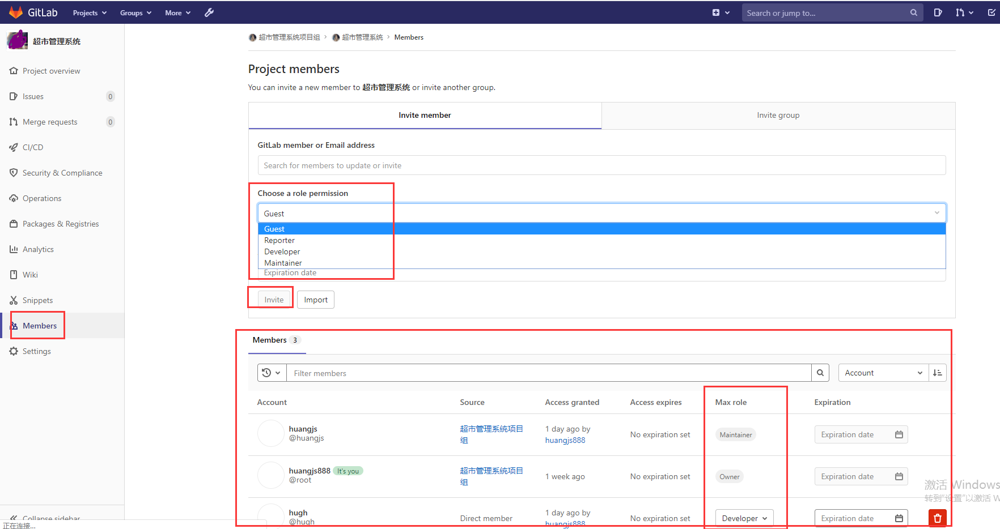 GitLab Projects Groups More Search or jump to...
超市管理系统
超市管理系统项目组 › 超市管理系统 › Members
Project overview
Issues 0
Merge requests 0
CI/CD
Security & Compliance
Operations
Packages & Registries
Analytics
Wiki
Snippets
Members
Settings
Collapse sidebar
正在连接...
Project members
You can invite a new member to 超市管理系统 or invite another group.
Invite member Invite group
GitLab member or Email address
Search for members to update or invite
Choose a role permission
Guest
Guest
Reporter
Developer
Maintainer
Expiration date
Invite Import
Members 3
Filter members Account
Account Source Access granted Access expires Max role Expiration
huangjs
@huangjs
超市管理系统项目
组
1 day ago by
huangjs888
No expiration set Maintainer Expiration date
huangjs888 It's you
@root
超市管理系统项目
组
1 week ago No expiration set Owner Expiration date
hugh
@hugh
Direct member
1 day ago by
huangjs888
No expiration set Developer Expiration date
激活 Windows
转到"设置"以激活 W